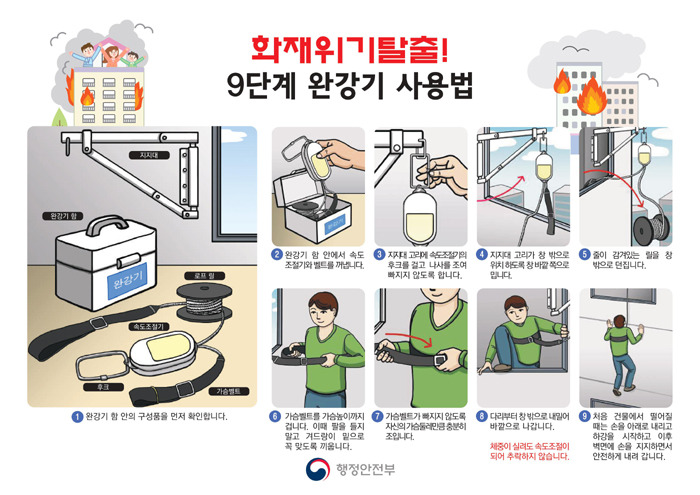 화재위기탈출!
9단계 완강기 사용법
지지대
완강기 함
완강기
로프 릴
속도조절기
후크
가슴벨트
1 완강기 함 안의 구성품을 먼저 확인합니다.
2 완강기 함 안에서 속도
조절기와 벨트를 꺼냅니다.
3 지지대 고리에 속도조절기의
후크를 걸고 나사를 조여
빠지지 않도록 합니다.
4 지지대 고리가 창 밖으로
위치 하도록 창 바깥 쪽으로
밉니다.
5 줄이 감겨있는 릴을 창
밖으로 던집니다.
6 가슴벨트를 가슴높이까지
겁니다. 이때 팔을 들지
말고 겨드랑이 밑으로
꼭 맞도록 끼웁니다.
7 가슴벨트가 빠지지 않도록
자신의 가슴둘레만큼 충분히
조입니다.
8 다리부터 창 밖으로 내밀어
바깥으로 나갑니다.
체중이 실려도 속도조절이
되어 추락하지 않습니다.
9 처음 건물에서 떨어질
때는 손을 아래로 내리고
하강을 시작하고 이후
벽면에 손을 지지하면서
안전하게 내려 갑니다.
행정안전부